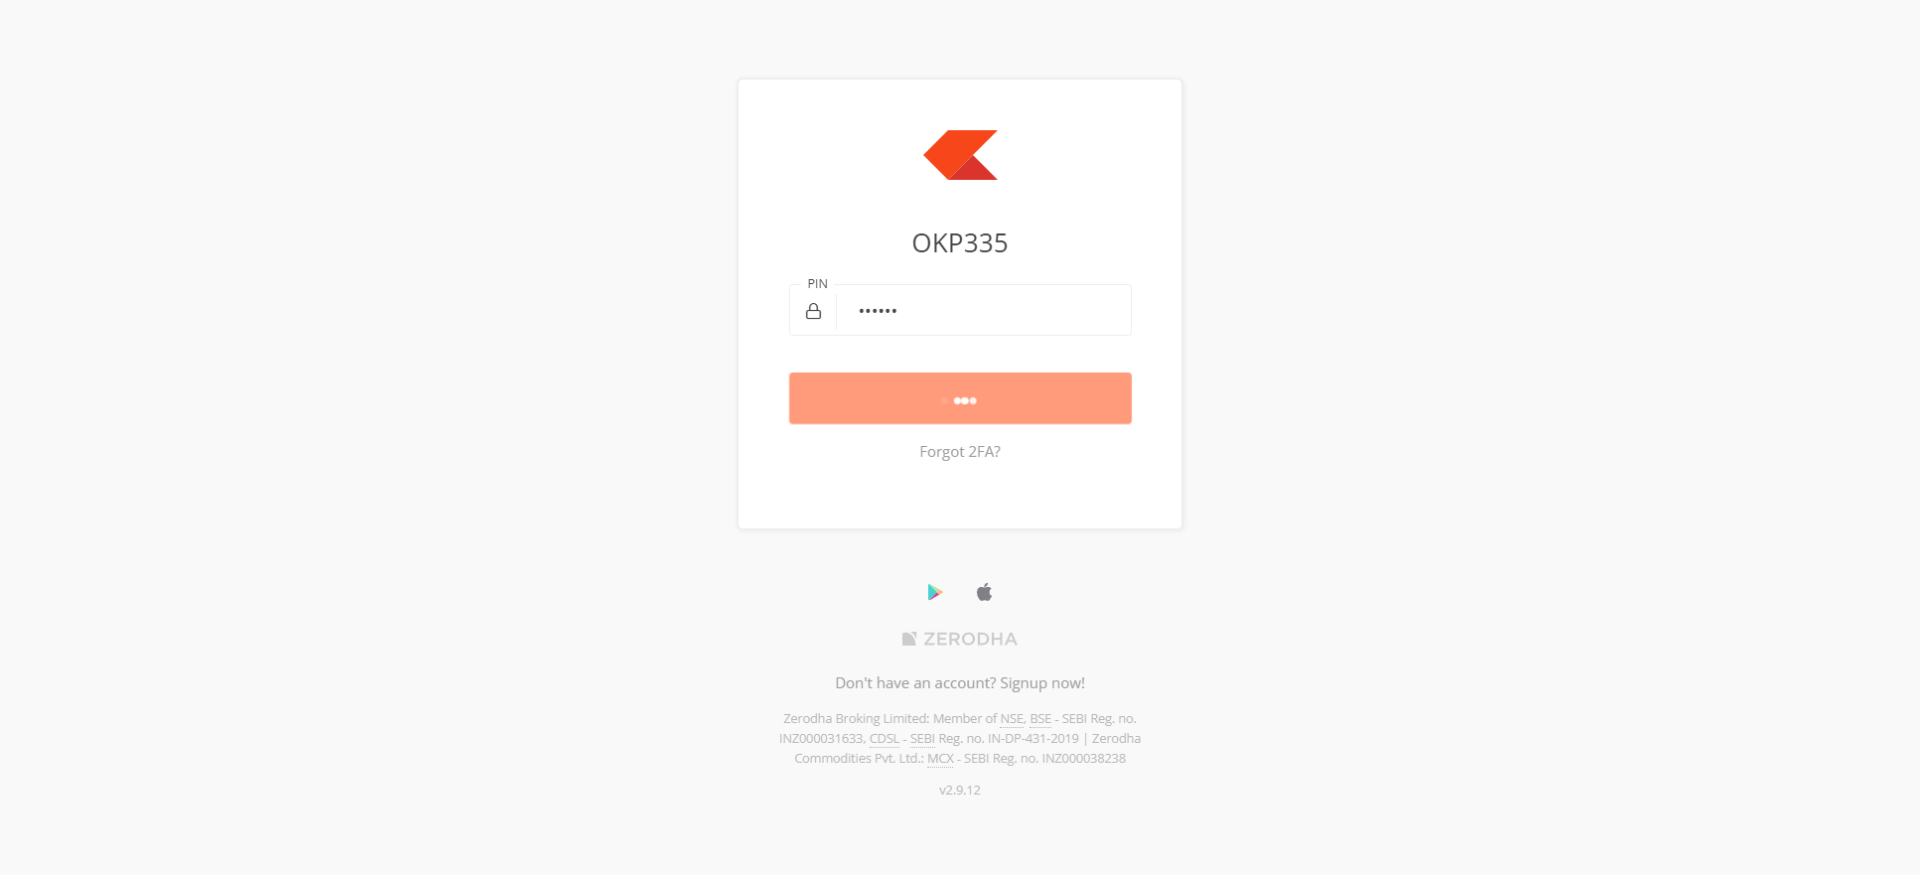 OKP335
PIN
••••••
Forgot 2FA?
ZERODHA
Don't have an account? Signup now!
Zerodha Broking Limited: Member of NSE, BSE - SEBI Reg. no.
INZ000031633, CDSL - SEBI Reg. no. IN-DP-431-2019 | Zerodha
Commodities Pvt. Ltd.: MCX - SEBI Reg. no. INZ000038238
v2.9.12